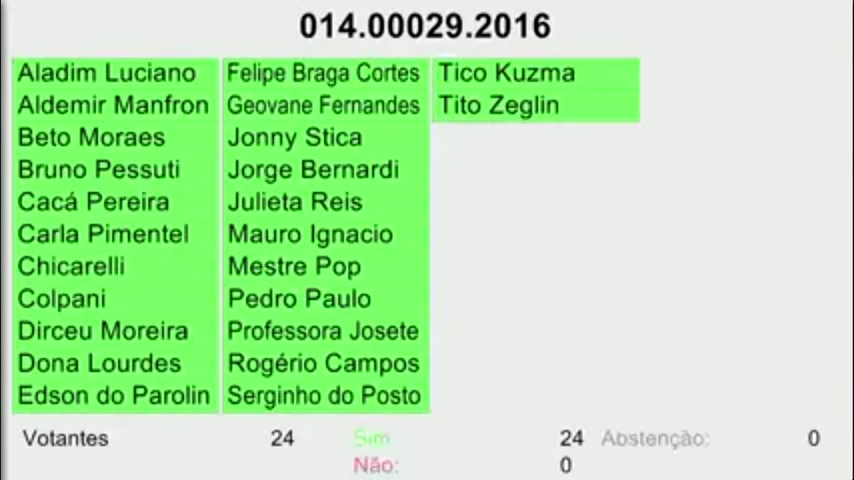 014.00029.2016
Aladim Luciano Felipe Braga Cortes Tico Kuzma
Aldemir Manfron Geovane Fernandes Tito Zeglin
Beto Moraes Jonny Stica
Bruno Pessuti Jorge Bernardi
Cacá Pereira Julieta Reis
Carla Pimentel Mauro Ignacio
Chicarelli Mestre Pop
Colpani Pedro Paulo
Dirceu Moreira Professora Josete
Dona Lourdes Rogério Campos
Edson do Parolin Serginho do Posto
Votantes 24 Sim 24 Abstenção: 0
Não: 0